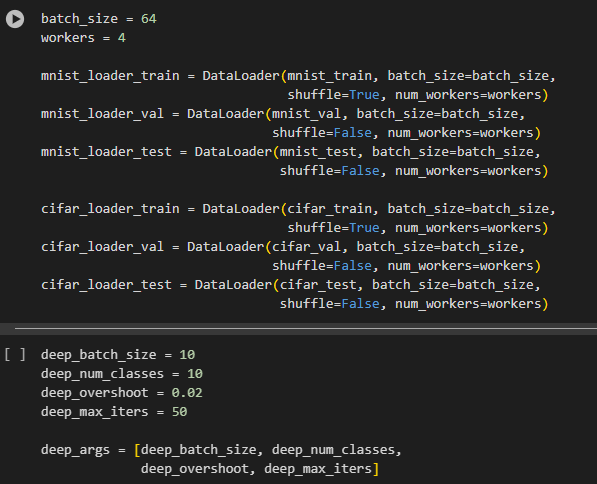 batch_size = 64
workers = 4
mnist_loader_train = DataLoader(mnist_train, batch_size=batch_size,
shuffle=True, num_workers=workers)
mnist_loader_val = DataLoader(mnist_val, batch_size=batch_size,
shuffle=False, num_workers=workers)
mnist_loader_test = DataLoader(mnist_test, batch_size=batch_size,
shuffle=False, num_workers=workers)
cifar_loader_train = DataLoader(cifar_train, batch_size=batch_size,
shuffle=True, num_workers=workers)
cifar_loader_val = DataLoader(cifar_val, batch_size=batch_size,
shuffle=False, num_workers=workers)
cifar_loader_test = DataLoader(cifar_test, batch_size=batch_size,
shuffle=False, num_workers=workers)
[ ] deep_batch_size = 10
deep_num_classes = 10
deep_overshoot = 0.02
deep_max_iters = 50
deep_args = [deep_batch_size, deep_num_classes,
deep_overshoot, deep_max_iters]